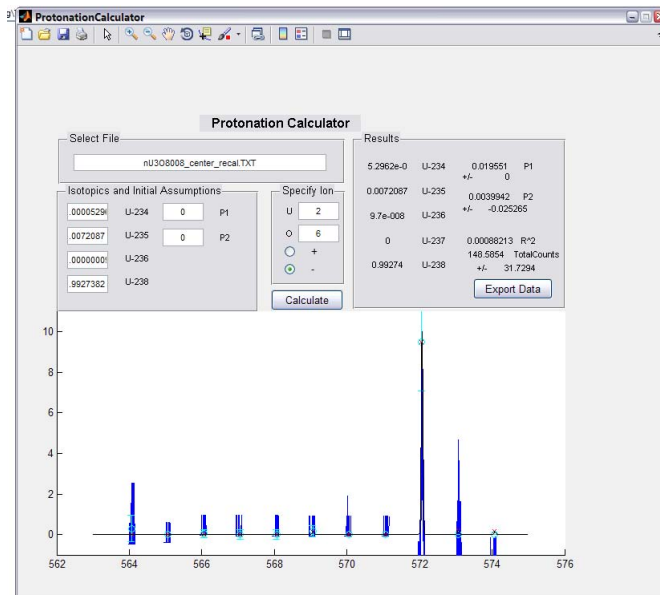 ProtonationCalculator
Protonation Calculator
Select File
nU3O8008_center_recal.TXT
Isotopics and Initial Assumptions
.0000529 U-234 0 P1
.0072087 U-235 0 P2
U-236
.9927382 U-238
Specify Ion
U 2
O 6
+
-
Calculate
Results
5.2962e-0 U-234 0.019551 P1
+/- 0
0.0072087 U-235 0.0039942 P2
+/- -0.025265
9.7e-008 U-236
0 U-237 0.00088213 R^2
148.5854 TotalCounts
0.99274 U-238 +/- 31.7294
Export Data
10
8
6
4
2
0
562 564 566 568 570 572 574 576